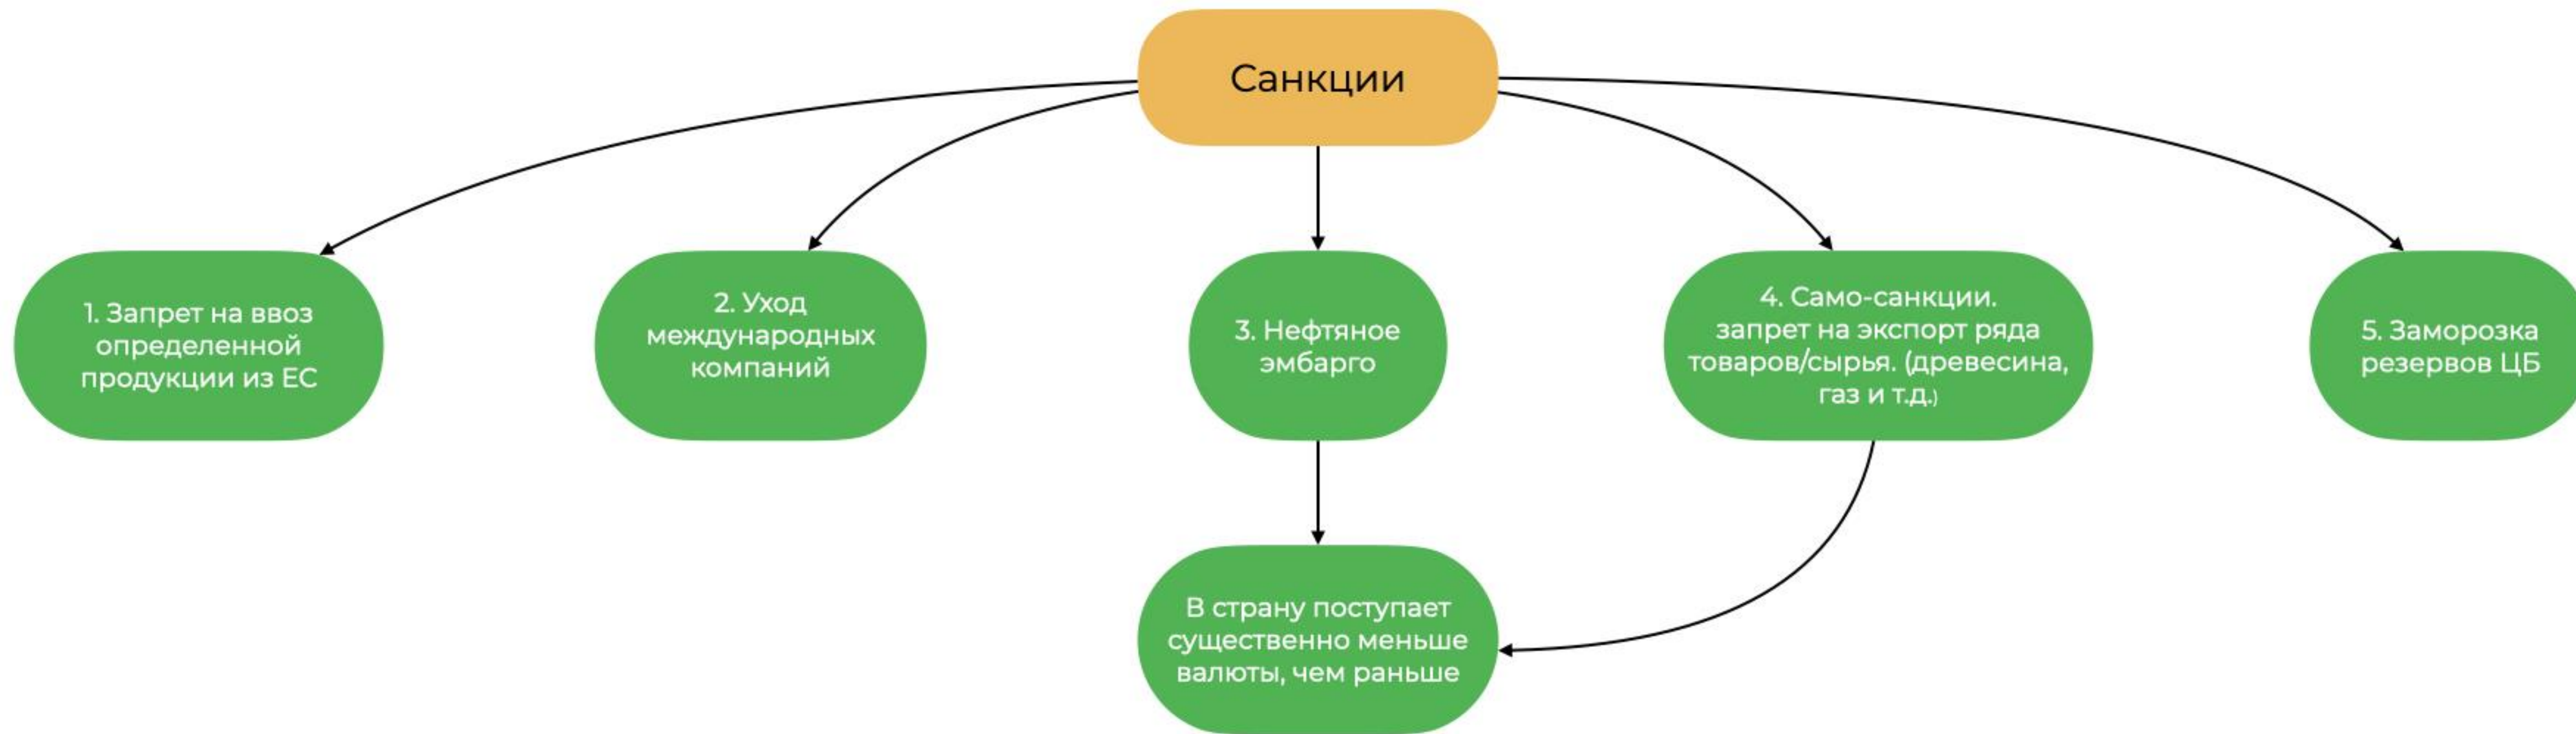 Санкции
1. Запрет на ввоз
определенной
продукции из ЕС
2. Уход
международных
компаний
3. Нефтяное
эмбарго
4. Само-санкции.
запрет на экспорт ряда
товаров/сырья. (древесина,
газ и т.д.)
5. Заморозка
резервов ЦБ
В страну поступает
существенно меньше
валюты, чем раньше